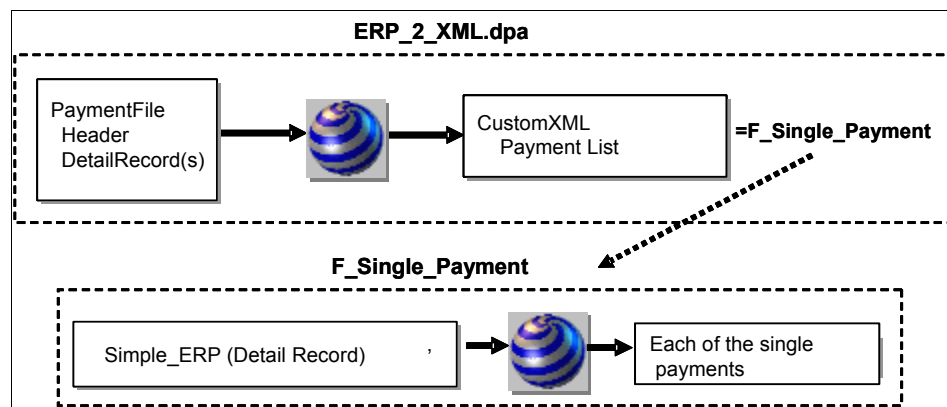 ERP_2_XML.dpa
PaymentFile
Header
DetailRecord(s)
CustomXML
Payment List
=F_Single_Payment
F_Single_Payment
Simple_ERP (Detail Record) ,
Each of the single
payments